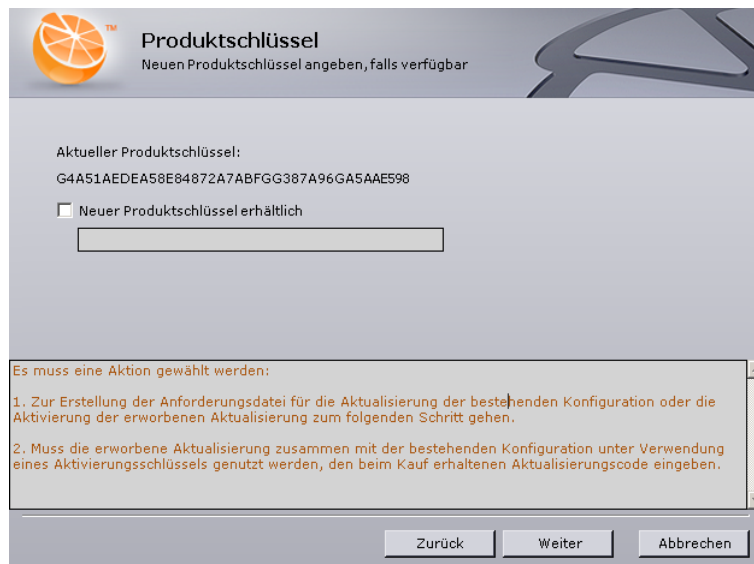 TM
Produktschlüssel
Neuen Produktschlüssel angeben, falls verfügbar
Aktueller Produktschlüssel:
G4A51AEDEA58E84872A7ABFGG387A96GA5AAE598
Neuer Produktschlüssel erhältlich
Es muss eine Aktion gewählt werden:
1. Zur Erstellung der Anforderungsdatei für die Aktualisierung der bestehenden Konfiguration oder die
Aktivierung der erworbenen Aktualisierung zum folgenden Schritt gehen.
2. Muss die erworbene Aktualisierung zusammen mit der bestehenden Konfiguration unter Verwendung
eines Aktivierungsschlüssels genutzt werden, den beim Kauf erhaltenen Aktualisierungscode eingeben.
Zurück
Weiter
Abbrechen